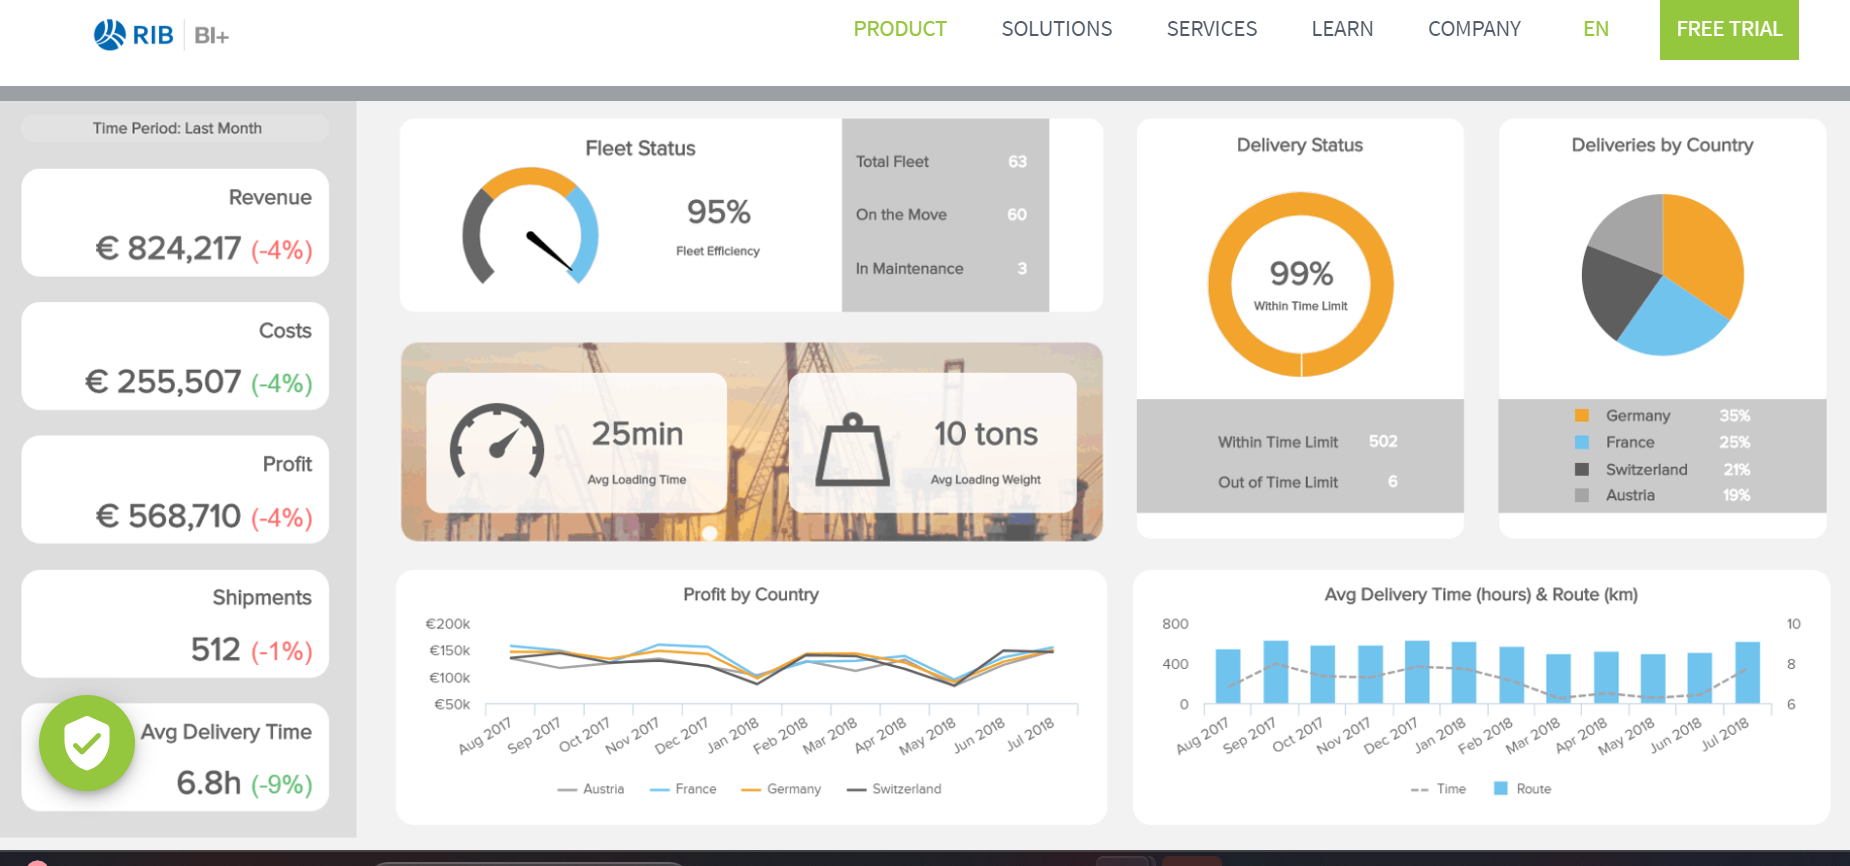 RIB BI+
PRODUCT SOLUTIONS SERVICES LEARN COMPANY EN FREE TRIAL
Time Period: Last Month
Revenue
€ 824,217 (-4%)
Costs
€ 255,507 (-4%)
Profit
€ 568,710 (-4%)
Shipments
512 (-1%)
Avg Delivery Time
6.8h (-9%)
Fleet Status
95%
Fleet Efficiency
Total Fleet 63
On the Move 60
In Maintenance 3
25min
Avg Loading Time
10 tons
Avg Loading Weight
Delivery Status
99%
Within Time Limit
Within Time Limit 502
Out of Time Limit 6
Deliveries by Country
Germany 35%
France 25%
Switzerland 21%
Austria 19%
Profit by Country
€200k
€150k
€100k
€50k
Aug 2017 Sep 2017 Oct 2017 Nov 2017 Dec 2017 Jan 2018 Feb 2018 Mar 2018 Apr 2018 May 2018 Jun 2018 Jul 2018
Austria France Germany Switzerland
Avg Delivery Time (hours) & Route (km)
800 10
400 8
0 6
Aug 2017 Sep 2017 Oct 2017 Nov 2017 Dec 2017 Jan 2018 Feb 2018 Mar 2018 Apr 2018 May 2018 Jun 2018 Jul 2018
Time Route